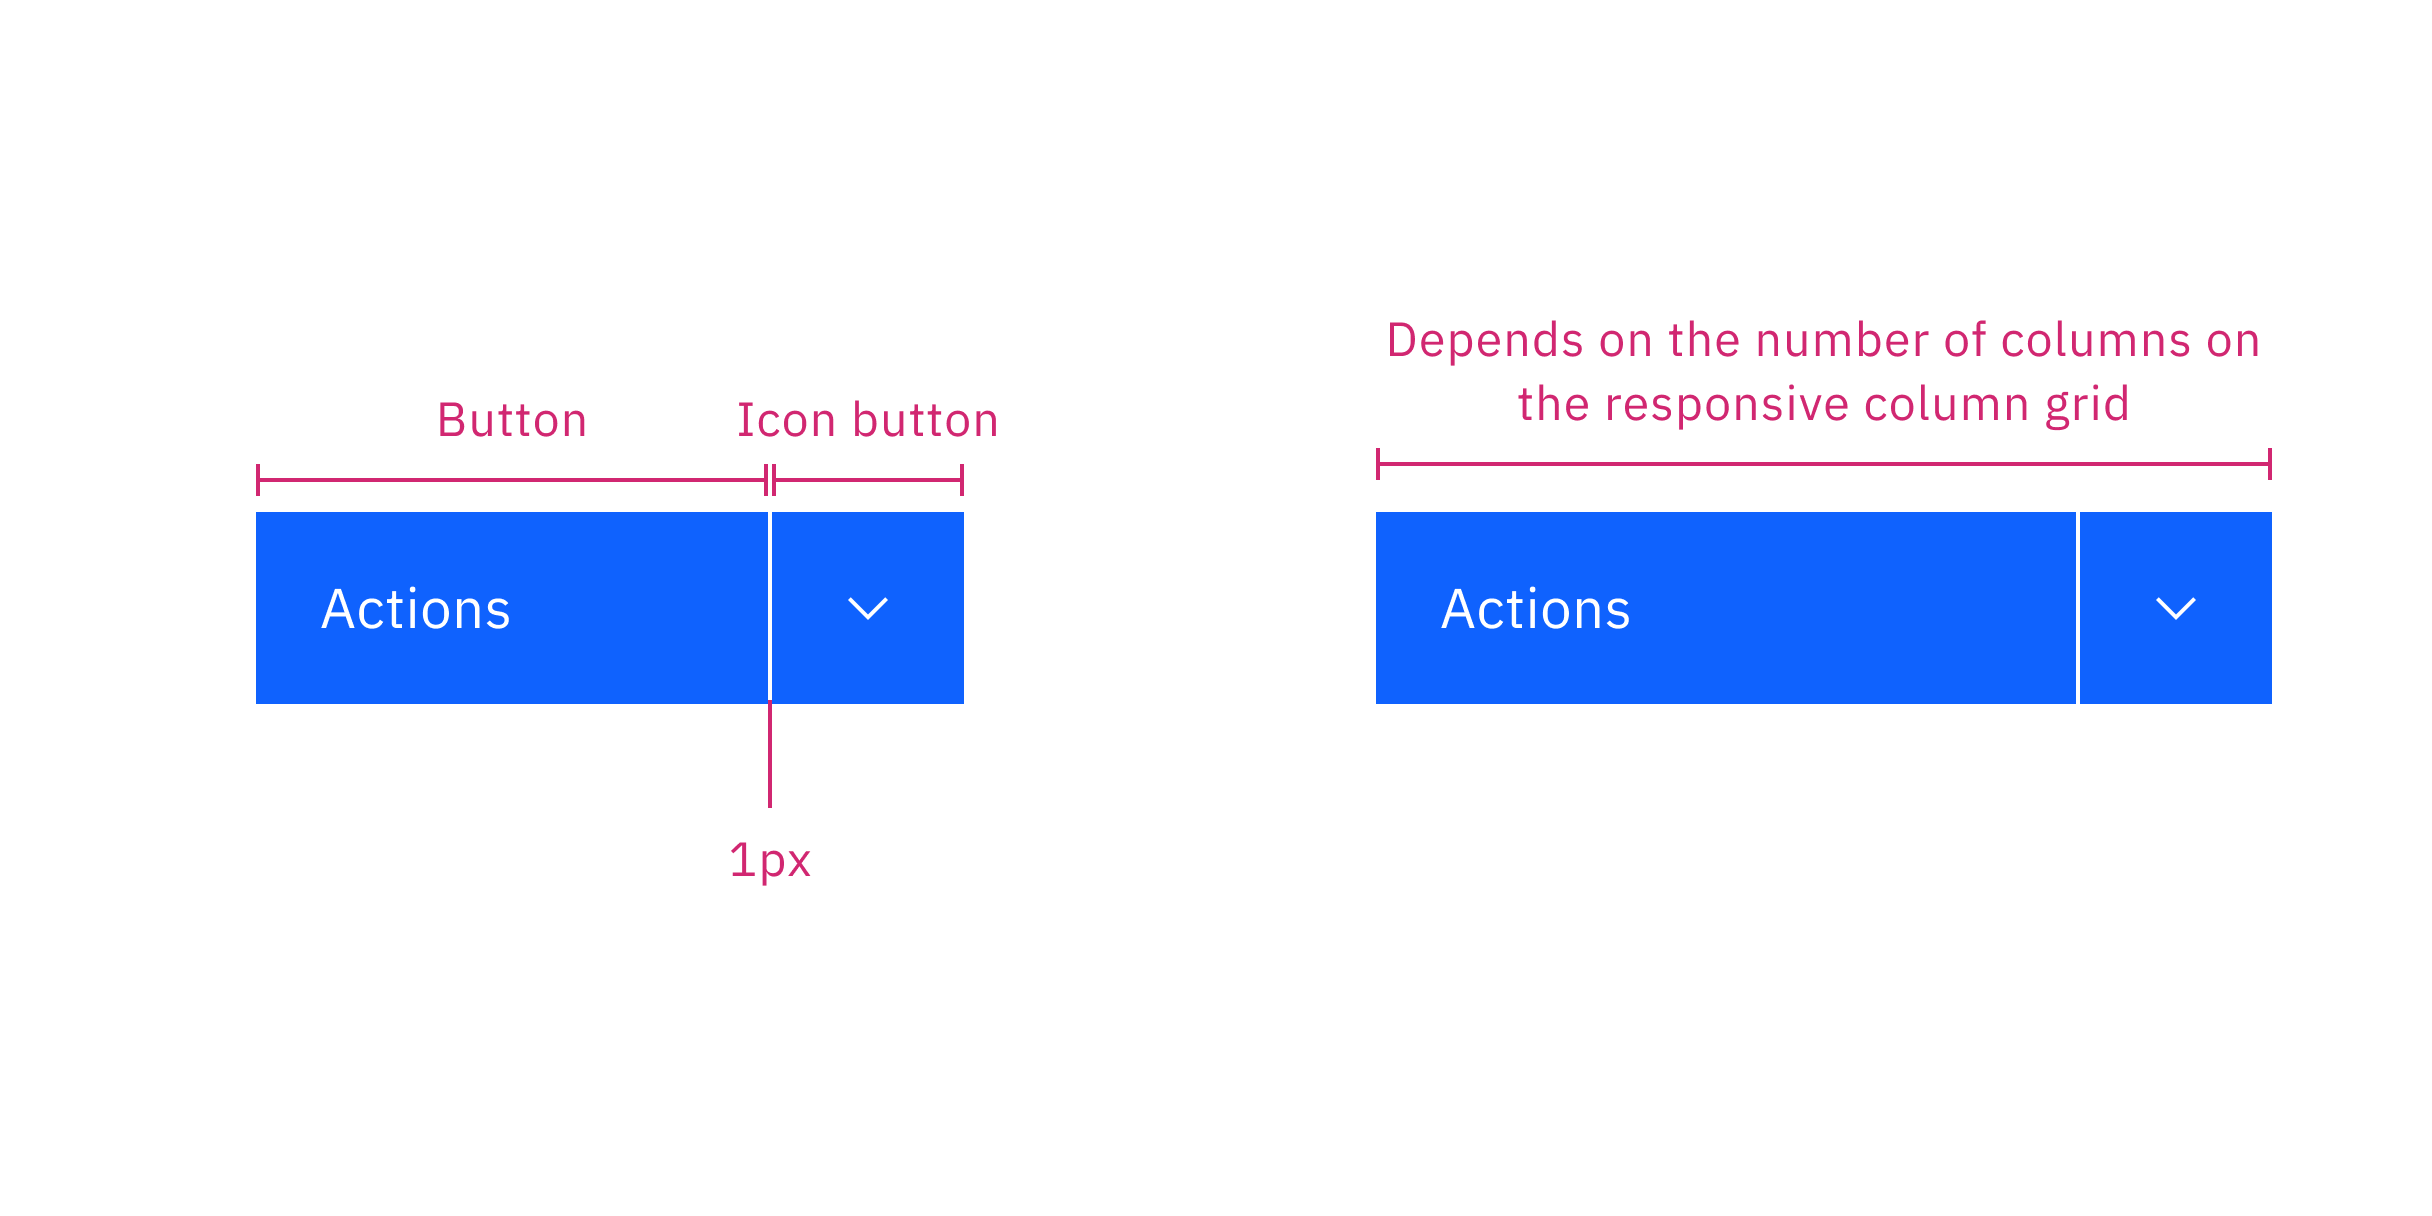 Button
Icon button
Actions
1px
Depends on the number of columns on
the responsive column grid
Actions